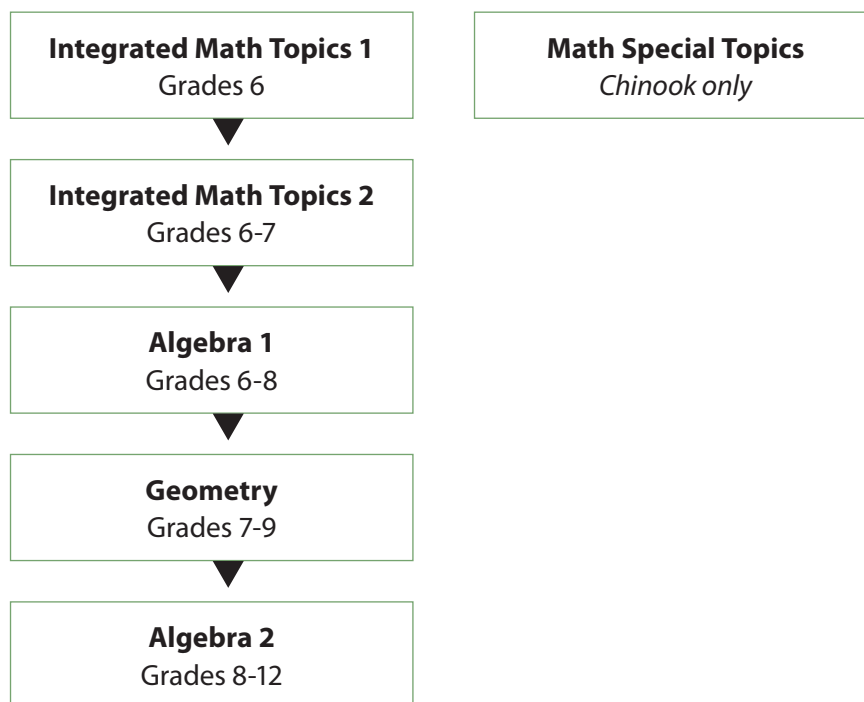 Integrated Math Topics 1
Grades 6
Math Special Topics
Chinook only
Integrated Math Topics 2
Grades 6-7
Algebra 1
Grades 6-8
Geometry
Grades 7-9
Algebra 2
Grades 8-12